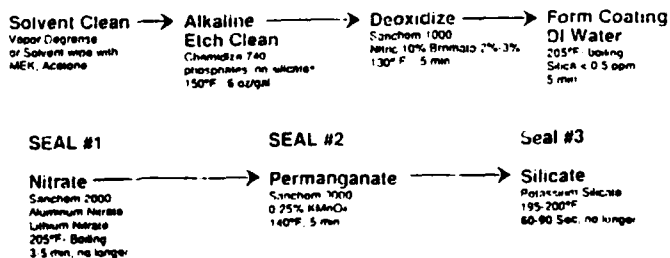 Solvent Clean
Vapor Degrease
or Solvent wipe with
MEK, Acetone
Alkaline
Etch Clean
Chemidize 740
phosphates, no silicates
150°F 6 oz/gal
Deoxidize
Sanchem 1000
Nitric 10% Bromate 2%-3%
130°F 5 min
Form Coating
DI Water
205°F- boiling
Silica < 0.5 ppm
5 min
SEAL #1
Nitrate
Sanchem 2000
Aluminum Nitrate
Lithium Nitrate
205°F- Boiling
3-5 min, no longer
SEAL #2
Permanganate
Sanchem 3000
0.25% KMnO₄
140°F, 5 min
Seal #3
Silicate
Potassium Silicate
195-200°F
60-90 Sec, no longer